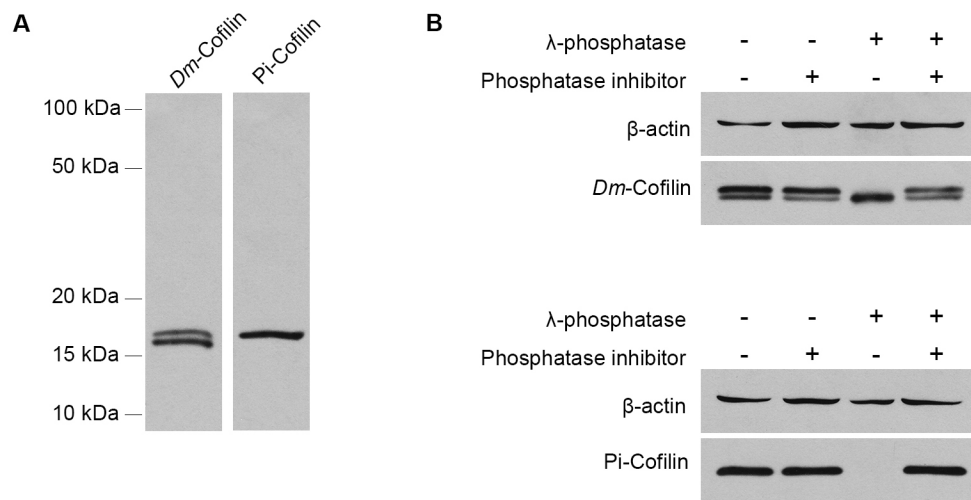 A
Dm-Cofilin
Pi-Cofilin
100 kDa
50 kDa
20 kDa
15 kDa
10 kDa
B
λ-phosphatase - - + +
Phosphatase inhibitor - + - +
β-actin
Dm-Cofilin
λ-phosphatase - - + +
Phosphatase inhibitor - + - +
β-actin
Pi-Cofilin